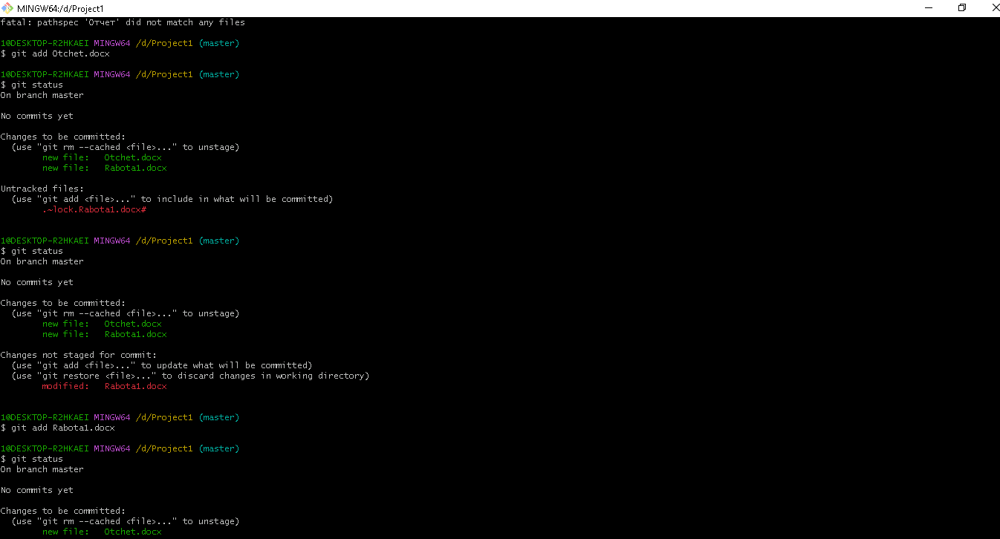 MINGW64:/d/Project1
fatal: pathspec 'Отчет' did not match any files
1@DESKTOP-R2HKAEI MINGW64 /d/Project1 (master)
$ git add Otchet.docx
1@DESKTOP-R2HKAEI MINGW64 /d/Project1 (master)
$ git status
On branch master
No commits yet
Changes to be committed:
(use "git rm --cached <file>..." to unstage)
new file: Otchet.docx
new file: Rabota1.docx
Untracked files:
(use "git add <file>..." to include in what will be committed)
.~lock.Rabota1.docx#
1@DESKTOP-R2HKAEI MINGW64 /d/Project1 (master)
$ git status
On branch master
No commits yet
Changes to be committed:
(use "git rm --cached <file>..." to unstage)
new file: Otchet.docx
new file: Rabota1.docx
Changes not staged for commit:
(use "git add <file>..." to update what will be committed)
(use "git restore <file>..." to discard changes in working directory)
modified: Rabota1.docx
1@DESKTOP-R2HKAEI MINGW64 /d/Project1 (master)
$ git add Rabota1.docx
1@DESKTOP-R2HKAEI MINGW64 /d/Project1 (master)
$ git status
On branch master
No commits yet
Changes to be committed:
(use "git rm --cached <file>..." to unstage)
new file: Otchet.docx